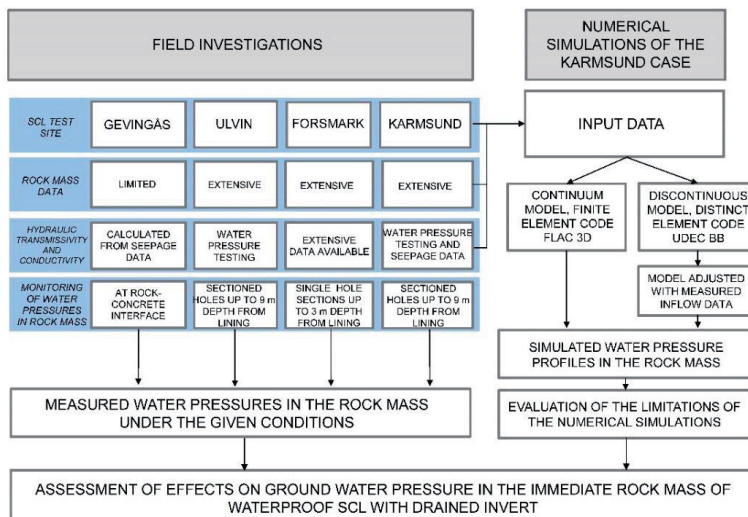 FIELD INVESTIGATIONS
NUMERICAL
SIMULATIONS OF THE
KARMSUND CASE
SCL TEST
SITE
GEVINGÅS
ULVIN
FORSMARK
KARMSUND
INPUT DATA
ROCK MASS
DATA
LIMITED
EXTENSIVE
EXTENSIVE
EXTENSIVE
CONTINUUM
MODEL, FINITE
ELEMENT CODE
FLAC 3D
DISCONTINUOUS
MODEL, DISTINCT
ELEMENT CODE
UDEC BB
HYDRAULIC
TRANSMISSIVITY
AND
CONDUCTIVITY
CALCULATED
FROM SEEPAGE
DATA
WATER
PRESSURE
TESTING
EXTENSIVE
DATA AVAILABLE
WATER PRESSURE
TESTING AND
SEEPAGE DATA
MODEL ADJUSTED
WITH MEASURED
INFLOW DATA
MONITORING
OF WATER
PRESSURES
IN ROCK MASS
AT ROCK-
CONCRETE
INTERFACE
SECTIONED
HOLES UP TO 9 m
DEPTH FROM
LINING
SINGLE HOLE
SECTIONS UP
TO 3 m DEPTH
FROM LINING
SECTIONED
HOLES UP TO 9 m
DEPTH FROM
LINING
SIMULATED WATER PRESSURE
PROFILES IN THE ROCK MASS
MEASURED WATER PRESSURES IN THE ROCK MASS
UNDER THE GIVEN CONDITIONS
EVALUATION OF THE LIMITATIONS OF
THE NUMERICAL SIMULATIONS
ASSESSMENT OF EFFECTS ON GROUND WATER PRESSURE IN THE IMMEDIATE ROCK MASS OF
WATERPROOF SCL WITH DRAINED INVERT